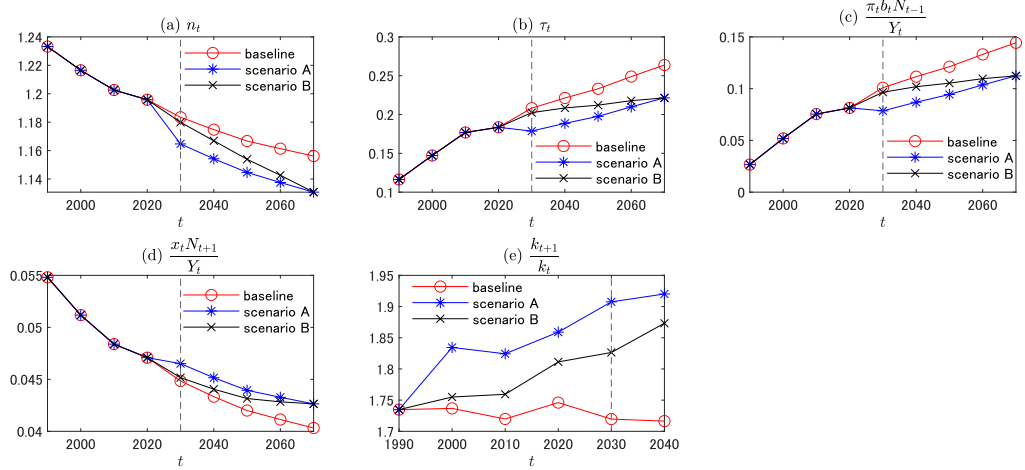 (a) n_t
1.24
1.22
1.2
1.18
1.16
1.14
baseline
scenario A
scenario B
2000 2020 2040 2060
t
(b) τ_t
0.3
0.25
0.2
0.15
0.1
baseline
scenario A
scenario B
2000 2020 2040 2060
t
(c) π_t b_t N_{t−1} / Y_t
0.15
0.1
0.05
0
baseline
scenario A
scenario B
2000 2020 2040 2060
t
(d) x_t N_{t+1} / Y_t
0.055
0.05
0.045
0.04
baseline
scenario A
scenario B
2000 2020 2040 2060
t
(e) k_{t+1} / k_t
1.95
1.9
1.85
1.8
1.75
1.7
baseline
scenario A
scenario B
1990 2000 2010 2020 2030 2040
t